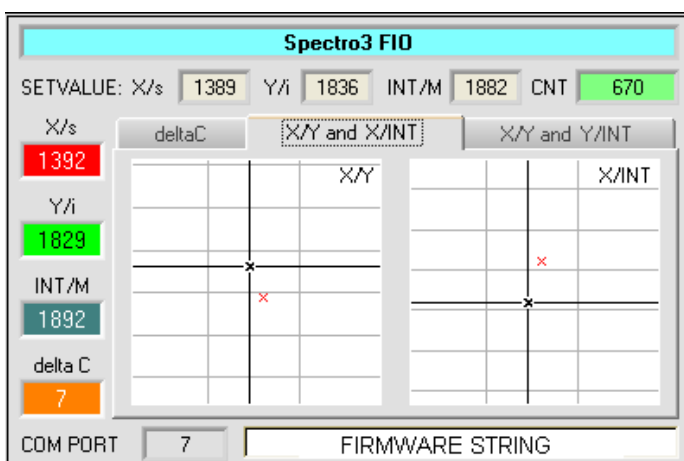 Spectro3 FIO
SETVALUE: X/s 1389 Y/i 1836 INT/M 1882 CNT 670
deltaC X/Y and X/INT X/Y and Y/INT
X/s
1392
Y/i
1829
INT/M
1892
delta C
7
X/Y X/INT
COM PORT 7 FIRMWARE STRING